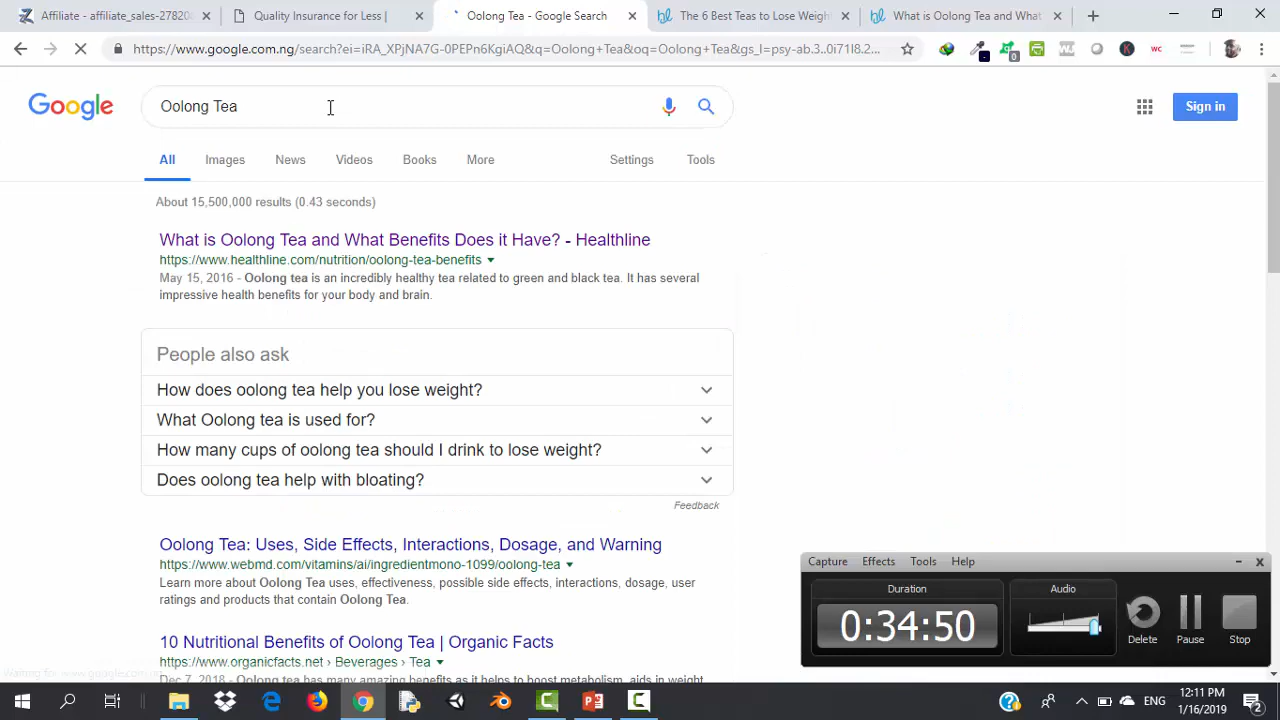 Affiliate - affiliate_sales-27820
Quality Insurance for Less |
Oolong Tea - Google Search
The 6 Best Teas to Lose Weight
What is Oolong Tea and What
https://www.google.com.ng/search?ei=iRA_XPjNA7G-0PEPn6KgiAQ&q=Oolong+Tea&oq=Oolong+Tea&gs_l=psy-ab.3..0i71l8.2...
Google
Oolong Tea
Sign in
All Images News Videos Books More Settings Tools
About 15,500,000 results (0.43 seconds)
What is Oolong Tea and What Benefits Does it Have? - Healthline
https://www.healthline.com/nutrition/oolong-tea-benefits
May 15, 2016 - Oolong tea is an incredibly healthy tea related to green and black tea. It has several
impressive health benefits for your body and brain.
People also ask
How does oolong tea help you lose weight?
What Oolong tea is used for?
How many cups of oolong tea should I drink to lose weight?
Does oolong tea help with bloating?
Feedback
Oolong Tea: Uses, Side Effects, Interactions, Dosage, and Warning
https://www.webmd.com/vitamins/ai/ingredientmono-1099/oolong-tea
Learn more about Oolong Tea uses, effectiveness, possible side effects, interactions, dosage, user
ratings and products that contain Oolong Tea.
10 Nutritional Benefits of Oolong Tea | Organic Facts
https://www.organicfacts.net › Beverages › Tea
Dec 7, 2018 - Oolong tea has many amazing benefits as it helps to boost metabolism, aids in weight
Capture Effects Tools Help
Duration
Audio
0:34:50
Delete
Pause
Stop
ENG
12:11 PM
1/16/2019
2